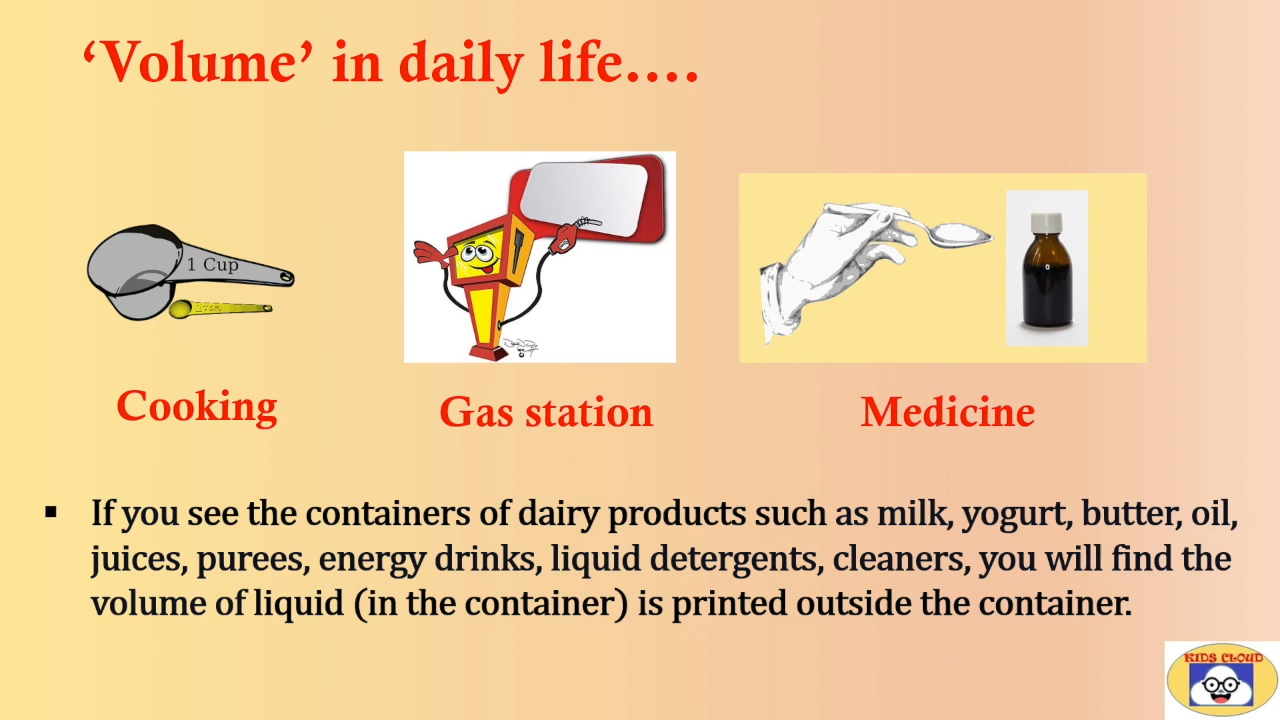 ‘Volume’ in daily life....
1 Cup
Cooking
Gas station
Medicine
▪ If you see the containers of dairy products such as milk, yogurt, butter, oil,
juices, purees, energy drinks, liquid detergents, cleaners, you will find the
volume of liquid (in the container) is printed outside the container.
KIDS CLOUD